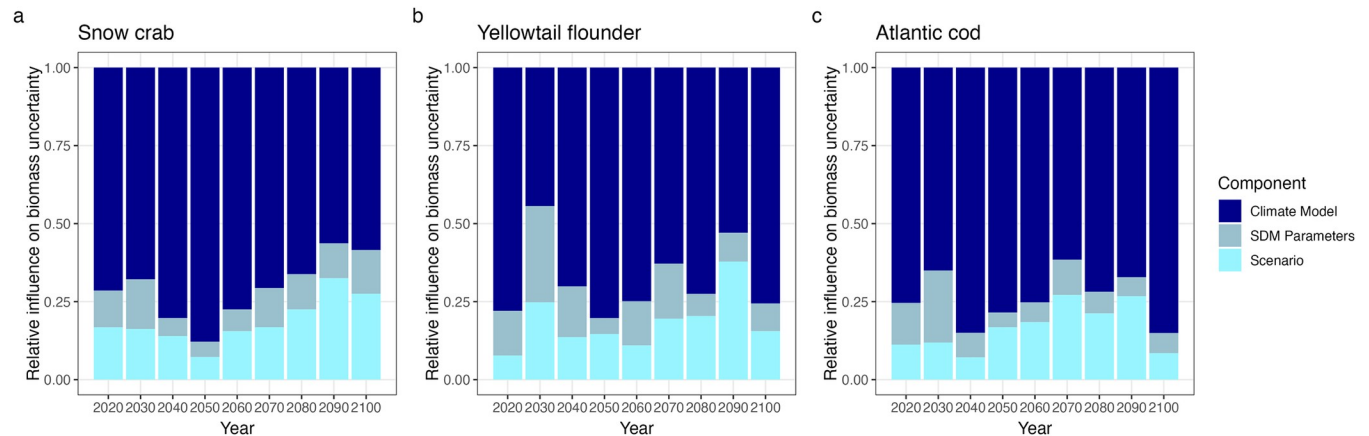 a
Snow crab
Relative influence on biomass uncertainty
1.00
0.75
0.50
0.25
0.00
2020 2030 2040 2050 2060 2070 2080 2090 2100
Year
b
Yellowtail flounder
Relative influence on biomass uncertainty
1.00
0.75
0.50
0.25
0.00
2020 2030 2040 2050 2060 2070 2080 2090 2100
Year
c
Atlantic cod
Relative influence on biomass uncertainty
1.00
0.75
0.50
0.25
0.00
2020 2030 2040 2050 2060 2070 2080 2090 2100
Year
Component
Climate Model
SDM Parameters
Scenario